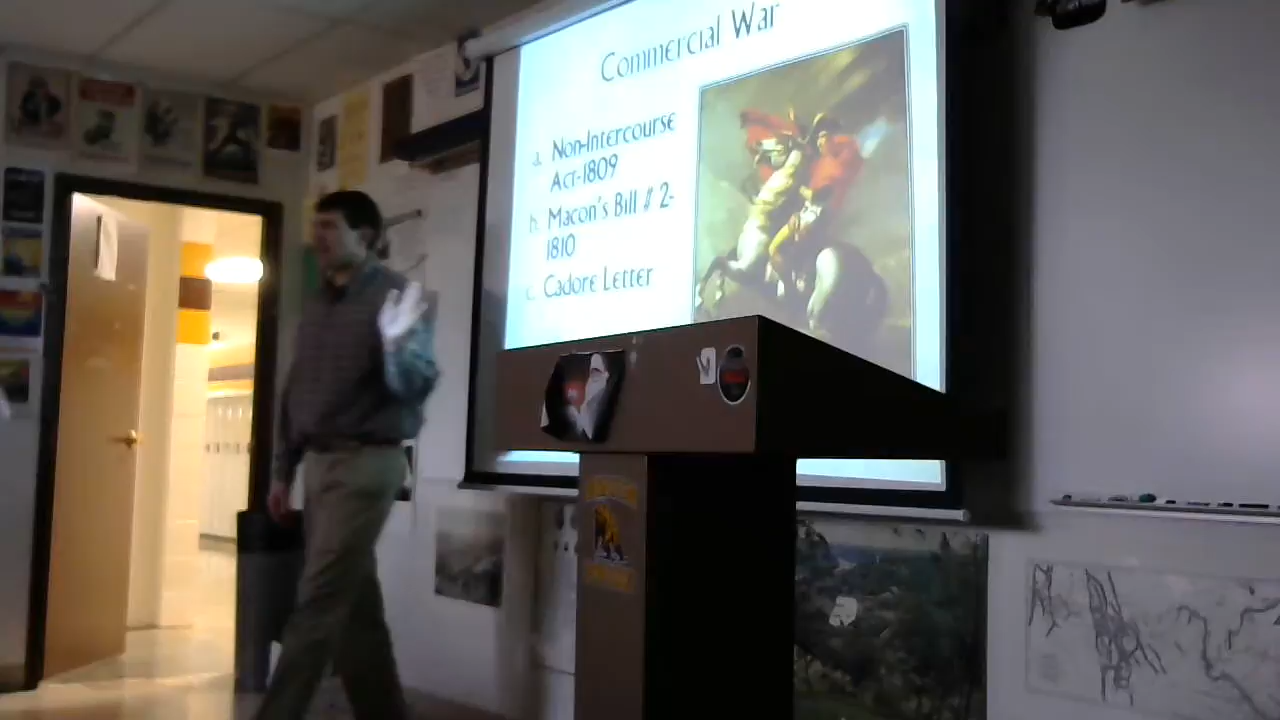 Commercial War
a. Non-Intercourse
Act-1809
b. Macon's Bill # 2-
1810
c. Cadore Letter